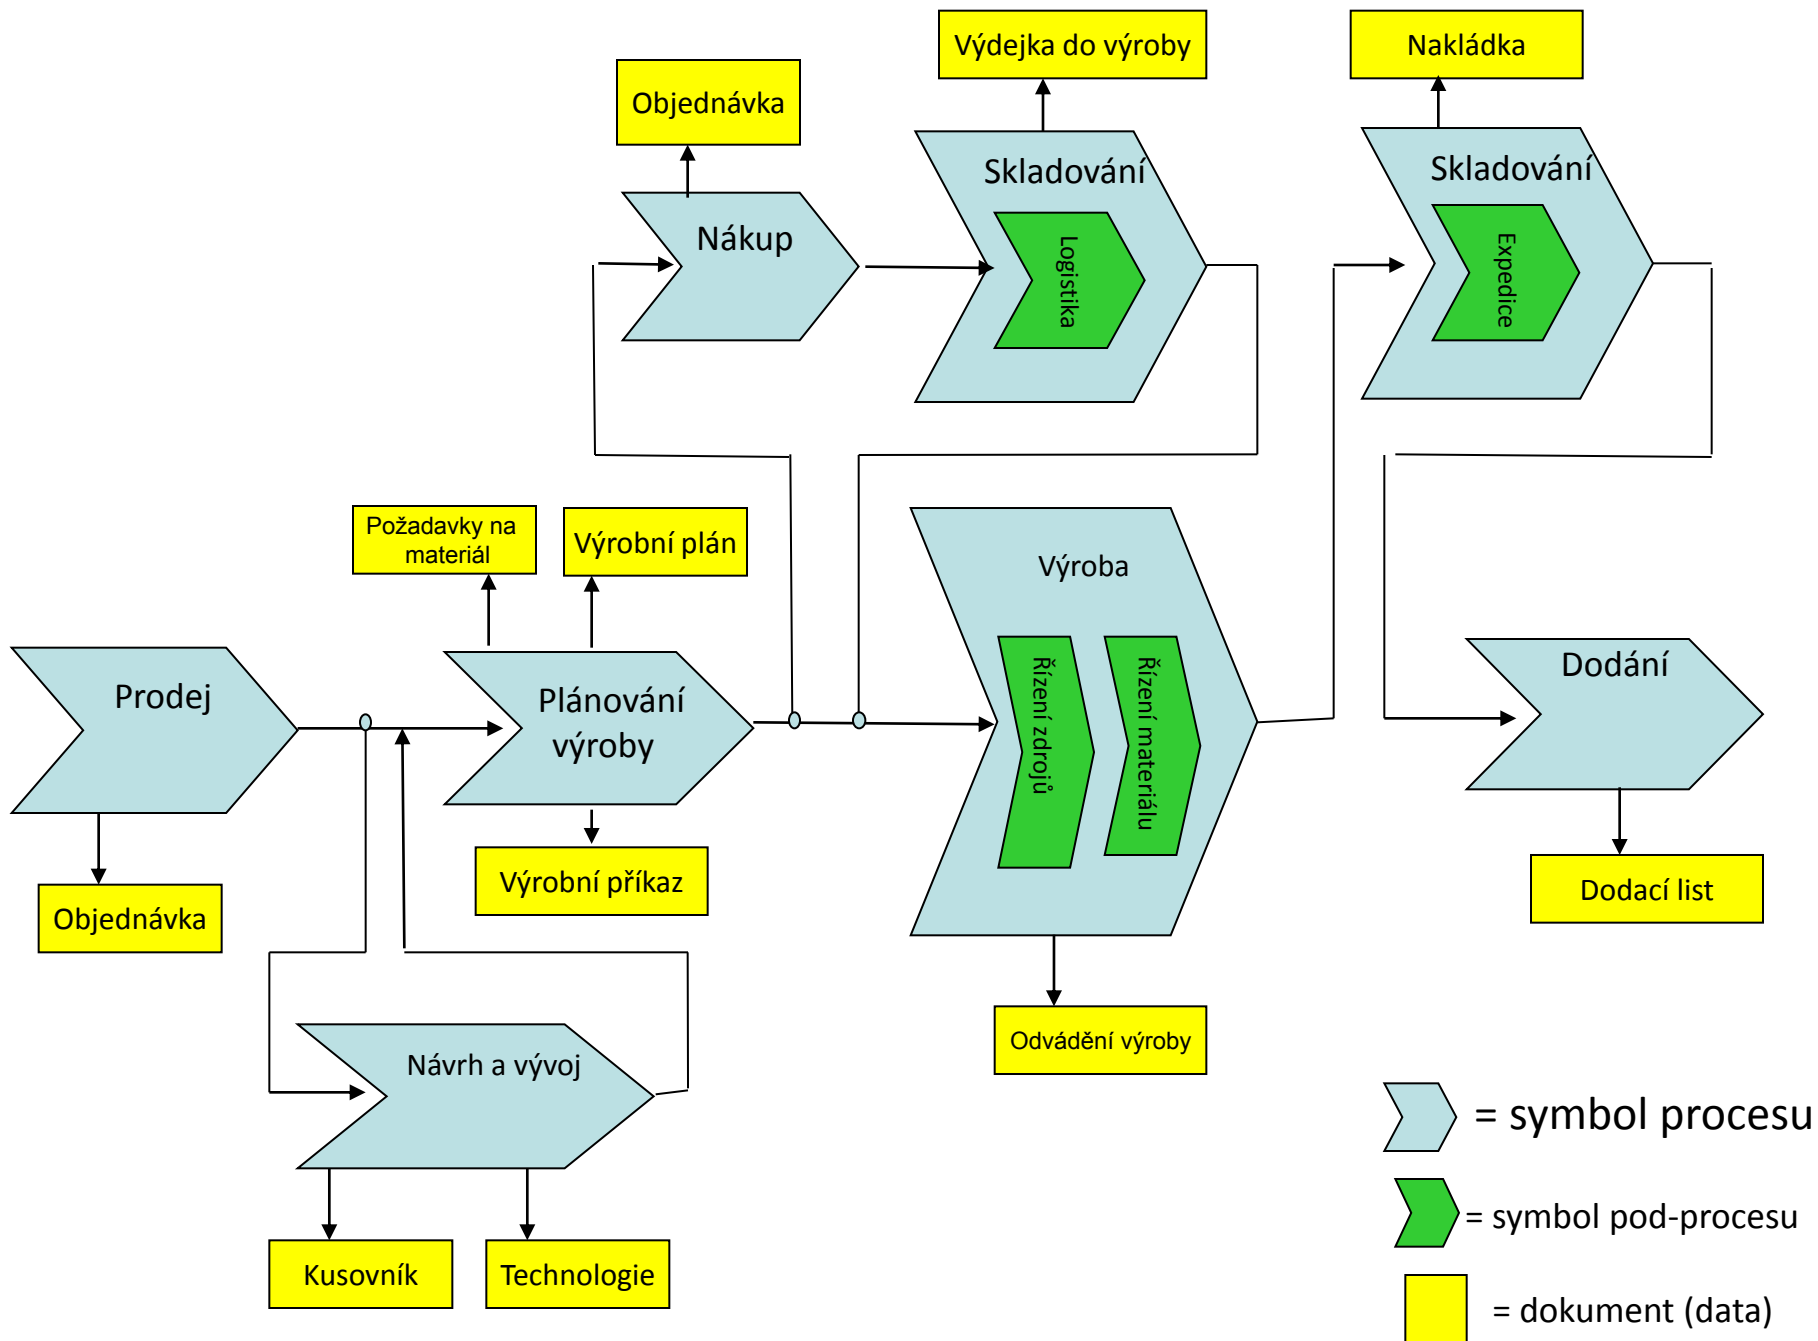 Výdejka do výroby
Nakládka
Objednávka
Skladování
Skladování
Nákup
Logistika
Expedice
Požadavky na
materiál
Výrobní plán
Výroba
Prodej
Plánování
výroby
Řízení zdrojů
Řízení materiálu
Dodání
Výrobní příkaz
Dodací list
Objednávka
Odvádění výroby
Návrh a vývoj
= symbol procesu
= symbol pod-procesu
Kusovník
Technologie
= dokument (data)